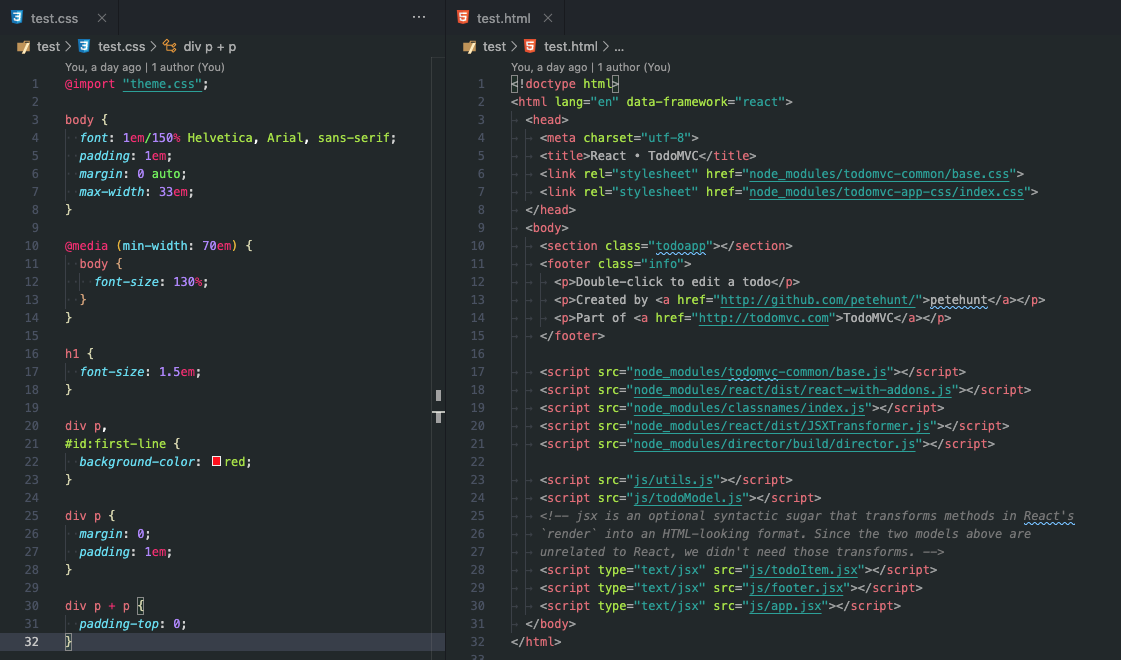 test.css
test > test.css > div p + p
You, a day ago | 1 author (You)
1 @import "theme.css";
2
3 body {
4   font: 1em/150% Helvetica, Arial, sans-serif;
5   padding: 1em;
6   margin: 0 auto;
7   max-width: 33em;
8 }
9
10 @media (min-width: 70em) {
11   body {
12     font-size: 130%;
13   }
14 }
15
16 h1 {
17   font-size: 1.5em;
18 }
19
20 div p,
21 #id:first-line {
22   background-color: red;
23 }
24
25 div p {
26   margin: 0;
27   padding: 1em;
28 }
29
30 div p + p {
31   padding-top: 0;
32 }
test.html
test > test.html > ...
You, a day ago | 1 author (You)
1 <!doctype html>
2 <html lang="en" data-framework="react">
3   <head>
4     <meta charset="utf-8">
5     <title>React • TodoMVC</title>
6     <link rel="stylesheet" href="node_modules/todomvc-common/base.css">
7     <link rel="stylesheet" href="node_modules/todomvc-app-css/index.css">
8   </head>
9   <body>
10     <section class="todoapp"></section>
11     <footer class="info">
12       <p>Double-click to edit a todo</p>
13       <p>Created by <a href="http://github.com/petehunt/">petehunt</a></p>
14       <p>Part of <a href="http://todomvc.com">TodoMVC</a></p>
15     </footer>
16
17     <script src="node_modules/todomvc-common/base.js"></script>
18     <script src="node_modules/react/dist/react-with-addons.js"></script>
19     <script src="node_modules/classnames/index.js"></script>
20     <script src="node_modules/react/dist/JSXTransformer.js"></script>
21     <script src="node_modules/director/build/director.js"></script>
22
23     <script src="js/utils.js"></script>
24     <script src="js/todoModel.js"></script>
25     <!-- jsx is an optional syntactic sugar that transforms methods in React's
26     `render` into an HTML-looking format. Since the two models above are
27     unrelated to React, we didn't need those transforms. -->
28     <script type="text/jsx" src="js/todoItem.jsx"></script>
29     <script type="text/jsx" src="js/footer.jsx"></script>
30     <script type="text/jsx" src="js/app.jsx"></script>
31   </body>
32 </html>
33